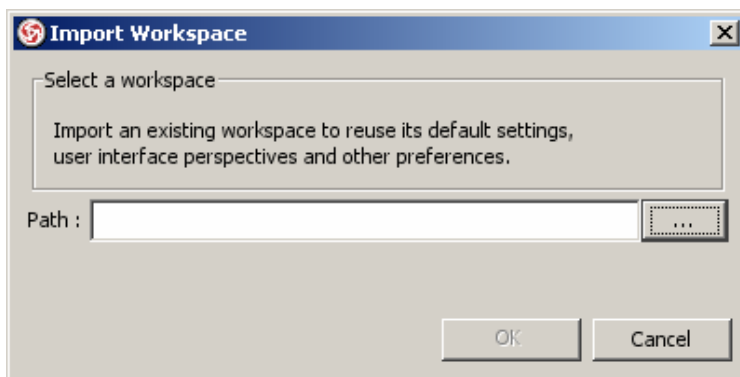 Import Workspace
Select a workspace
Import an existing workspace to reuse its default settings,
user interface perspectives and other preferences.
Path :
...
OK
Cancel